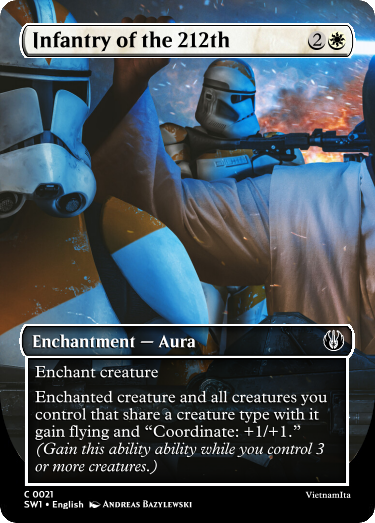 Infantry of the 212th 2
Enchantment — Aura
Enchant creature
Enchanted creature and all creatures you
control that share a creature type with it
gain flying and “Coordinate: +1/+1.”
(Gain this ability ability while you control 3
or more creatures.)
C 0021
SW1 • English Andreas Bazylewski
VietnamIta